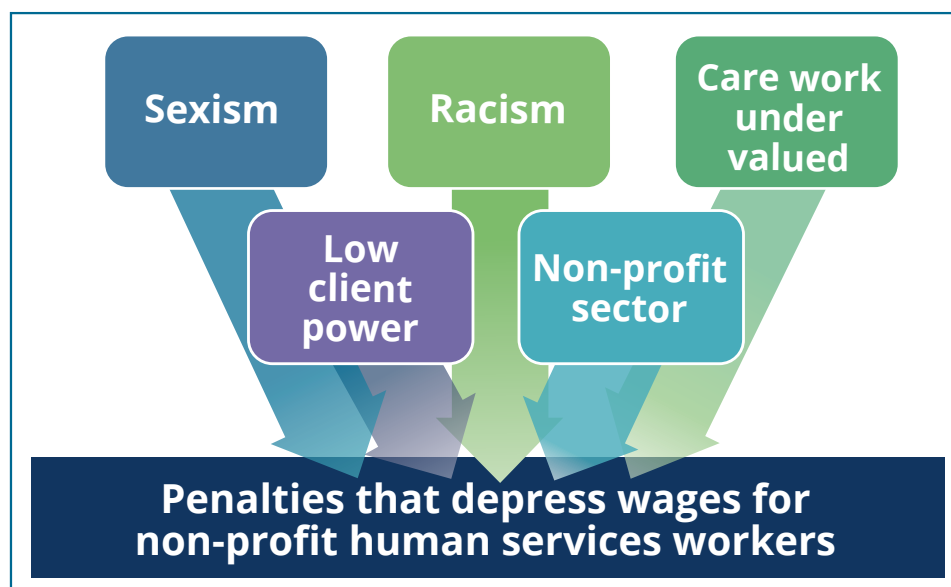 Sexism
Racism
Care work
under
valued
Low
client
power
Non-profit
sector
Penalties that depress wages for
non-profit human services workers